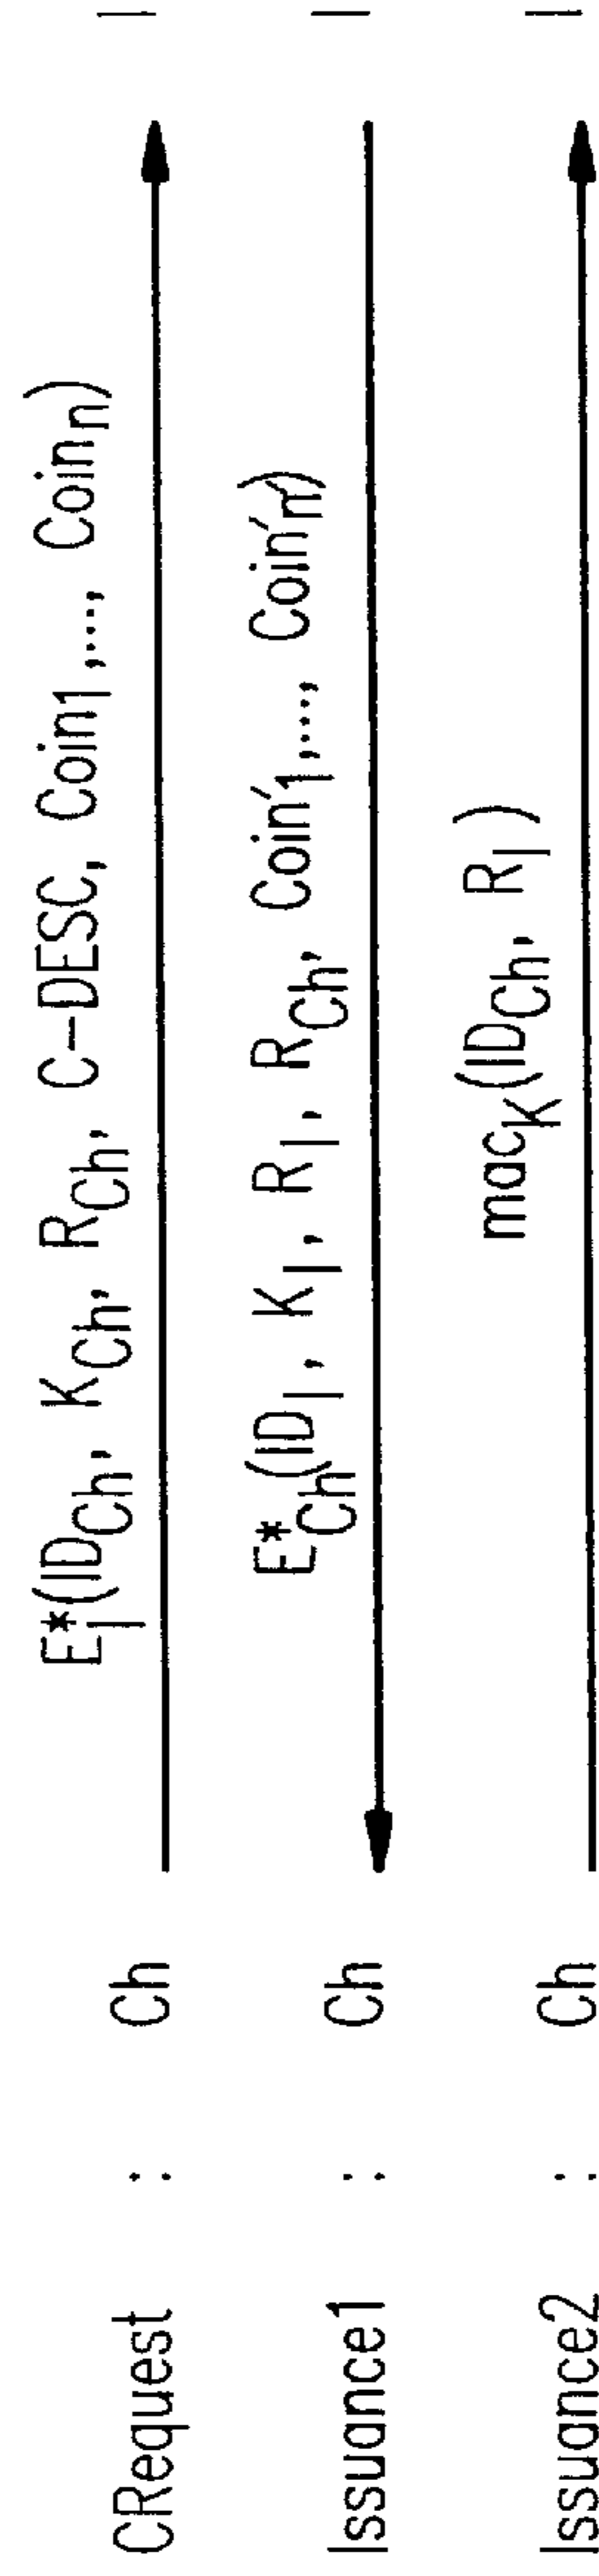 CRequest : Ch E*I(IDCh, KCh, RCh, C-DESC, Coin1,..., Coinn) I
Issuance1 : Ch E*Ch(IDI, KI, RI, RCh, Coin′1,..., Coin′n) I
Issuance2 : Ch macK(IDCh, RI) I